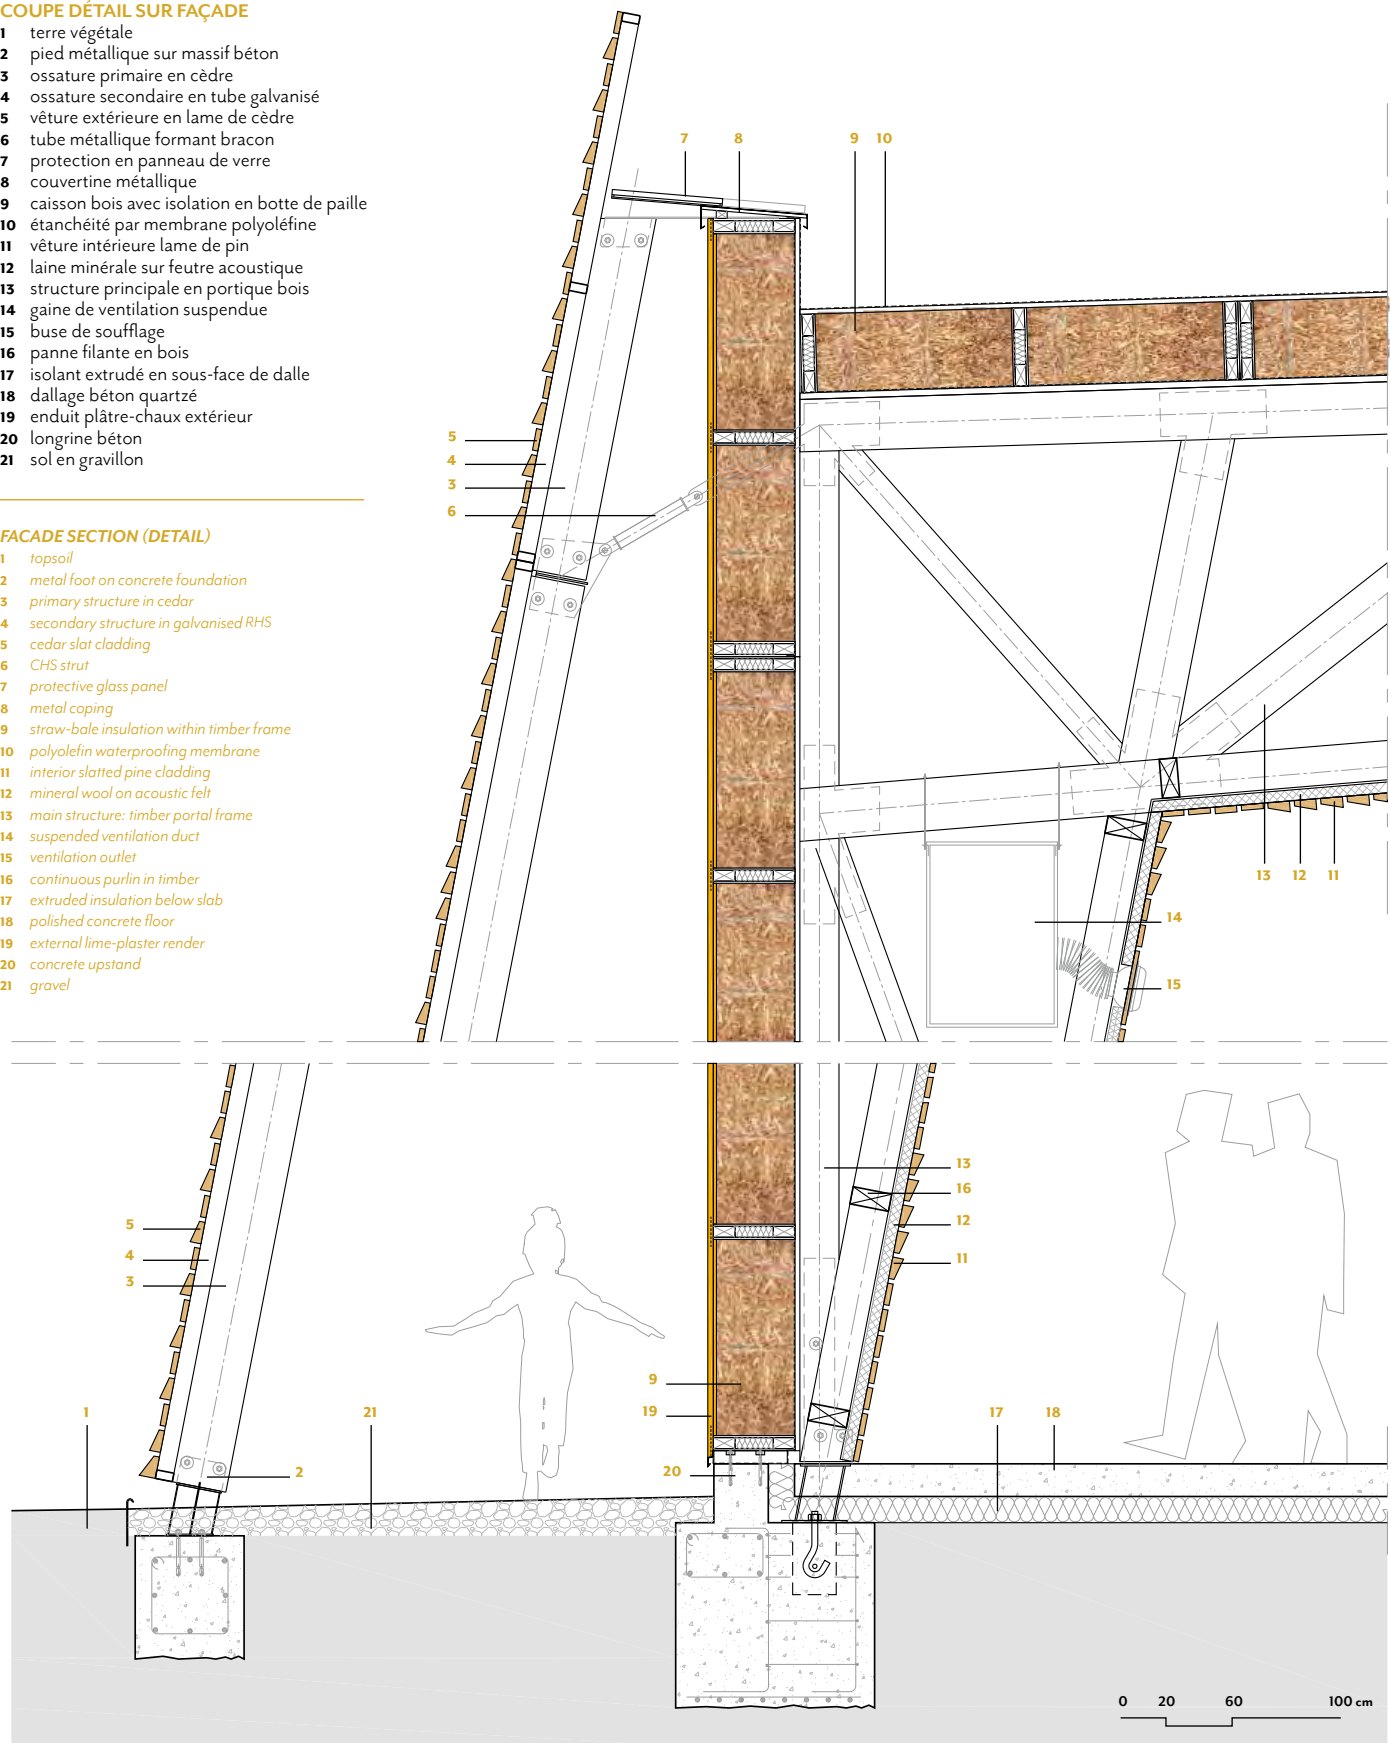 COUPE DÉTAIL SUR FAÇADE
1 terre végétale
2 pied métallique sur massif béton
3 ossature primaire en cèdre
4 ossature secondaire en tube galvanisé
5 vêture extérieure en lame de cèdre
6 tube métallique formant bracon
7 protection en panneau de verre
8 couvertine métallique
9 caisson bois avec isolation en botte de paille
10 étanchéité par membrane polyoléfine
11 vêture intérieure lame de pin
12 laine minérale sur feutre acoustique
13 structure principale en portique bois
14 gaine de ventilation suspendue
15 buse de soufflage
16 panne filante en bois
17 isolant extrudé en sous-face de dalle
18 dallage béton quartzé
19 enduit plâtre-chaux extérieur
20 longrine béton
21 sol en gravillon
FACADE SECTION (DETAIL)
1 topsoil
2 metal foot on concrete foundation
3 primary structure in cedar
4 secondary structure in galvanised RHS
5 cedar slat cladding
6 CHS strut
7 protective glass panel
8 metal coping
9 straw-bale insulation within timber frame
10 polyolefin waterproofing membrane
11 interior slatted pine cladding
12 mineral wool on acoustic felt
13 main structure: timber portal frame
14 suspended ventilation duct
15 ventilation outlet
16 continuous purlin in timber
17 extruded insulation below slab
18 polished concrete floor
19 external lime-plaster render
20 concrete upstand
21 gravel
7 8 9 10
5
4
3
6
13 12 11
14
15
13
16
12
11
5
4
3
9
19
1 21 17 18
2 20
0 20 60 100 cm